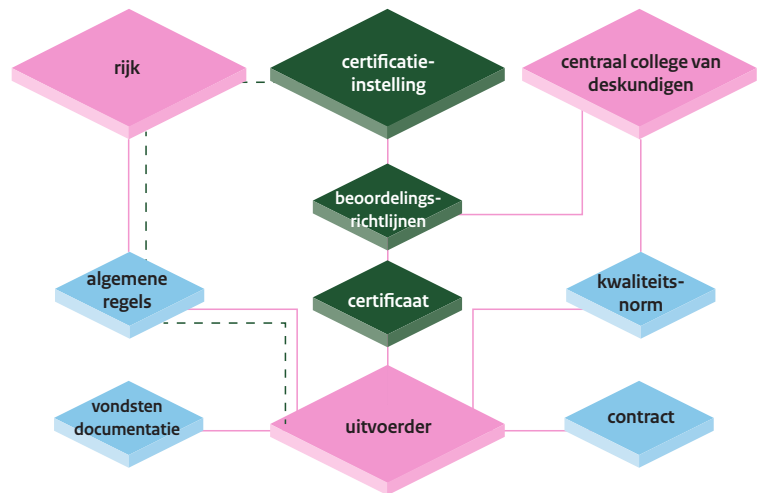 rijk
certificatie-
instelling
centraal college van
deskundigen
beoordelings-
richtlijnen
algemene
regels
certificaat
kwaliteits-
norm
vondsten
documentatie
uitvoerder
contract